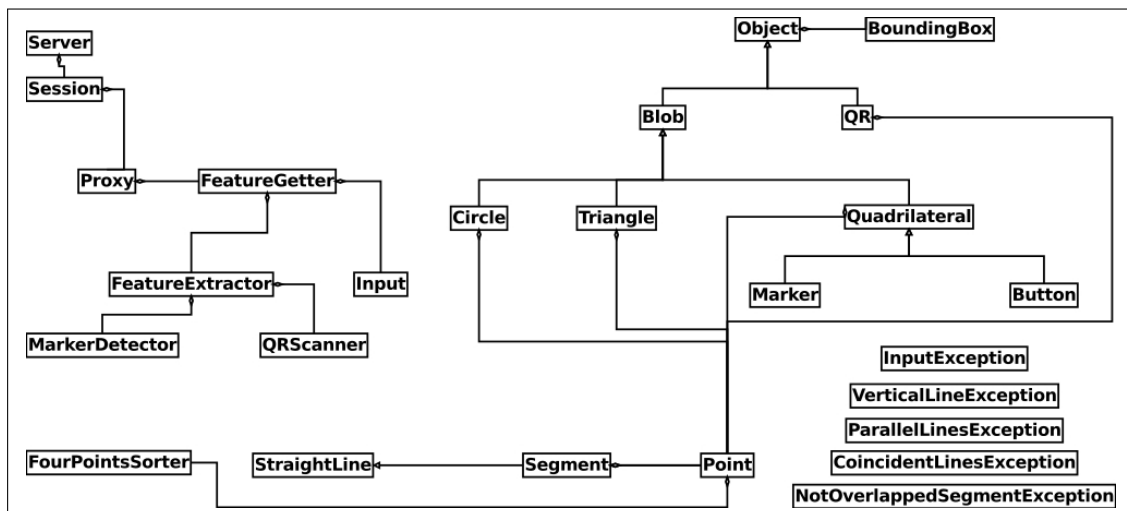 Object
BoundingBox
Server
Session
Blob
QR
Proxy
FeatureGetter
Circle
Triangle
Quadrilateral
FeatureExtractor
Input
Marker
Button
MarkerDetector
QRScanner
InputException
VerticalLineException
ParallelLinesException
FourPointsSorter
StraightLine
Segment
Point
CoincidentLinesException
NotOverlappedSegmentException